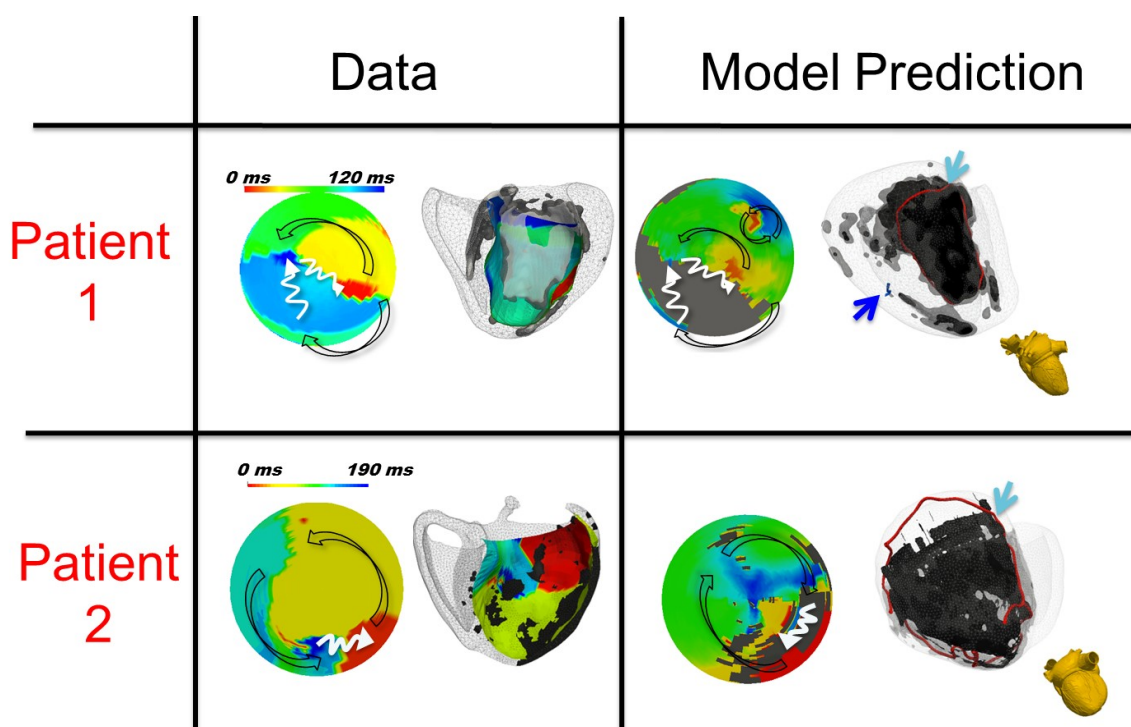 Data
Model Prediction
0 ms
120 ms
Patient
1
0 ms
190 ms
Patient
2